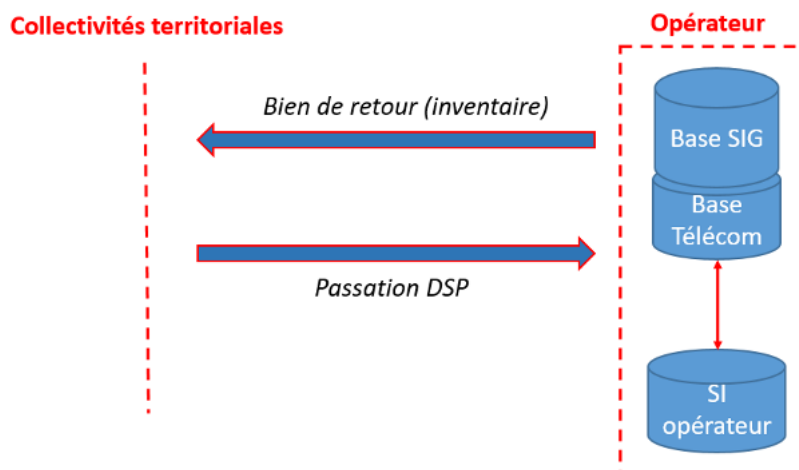 Collectivités territoriales
Opérateur
Bien de retour (inventaire)
Base SIG
Base
Télécom
Passation DSP
SI
opérateur